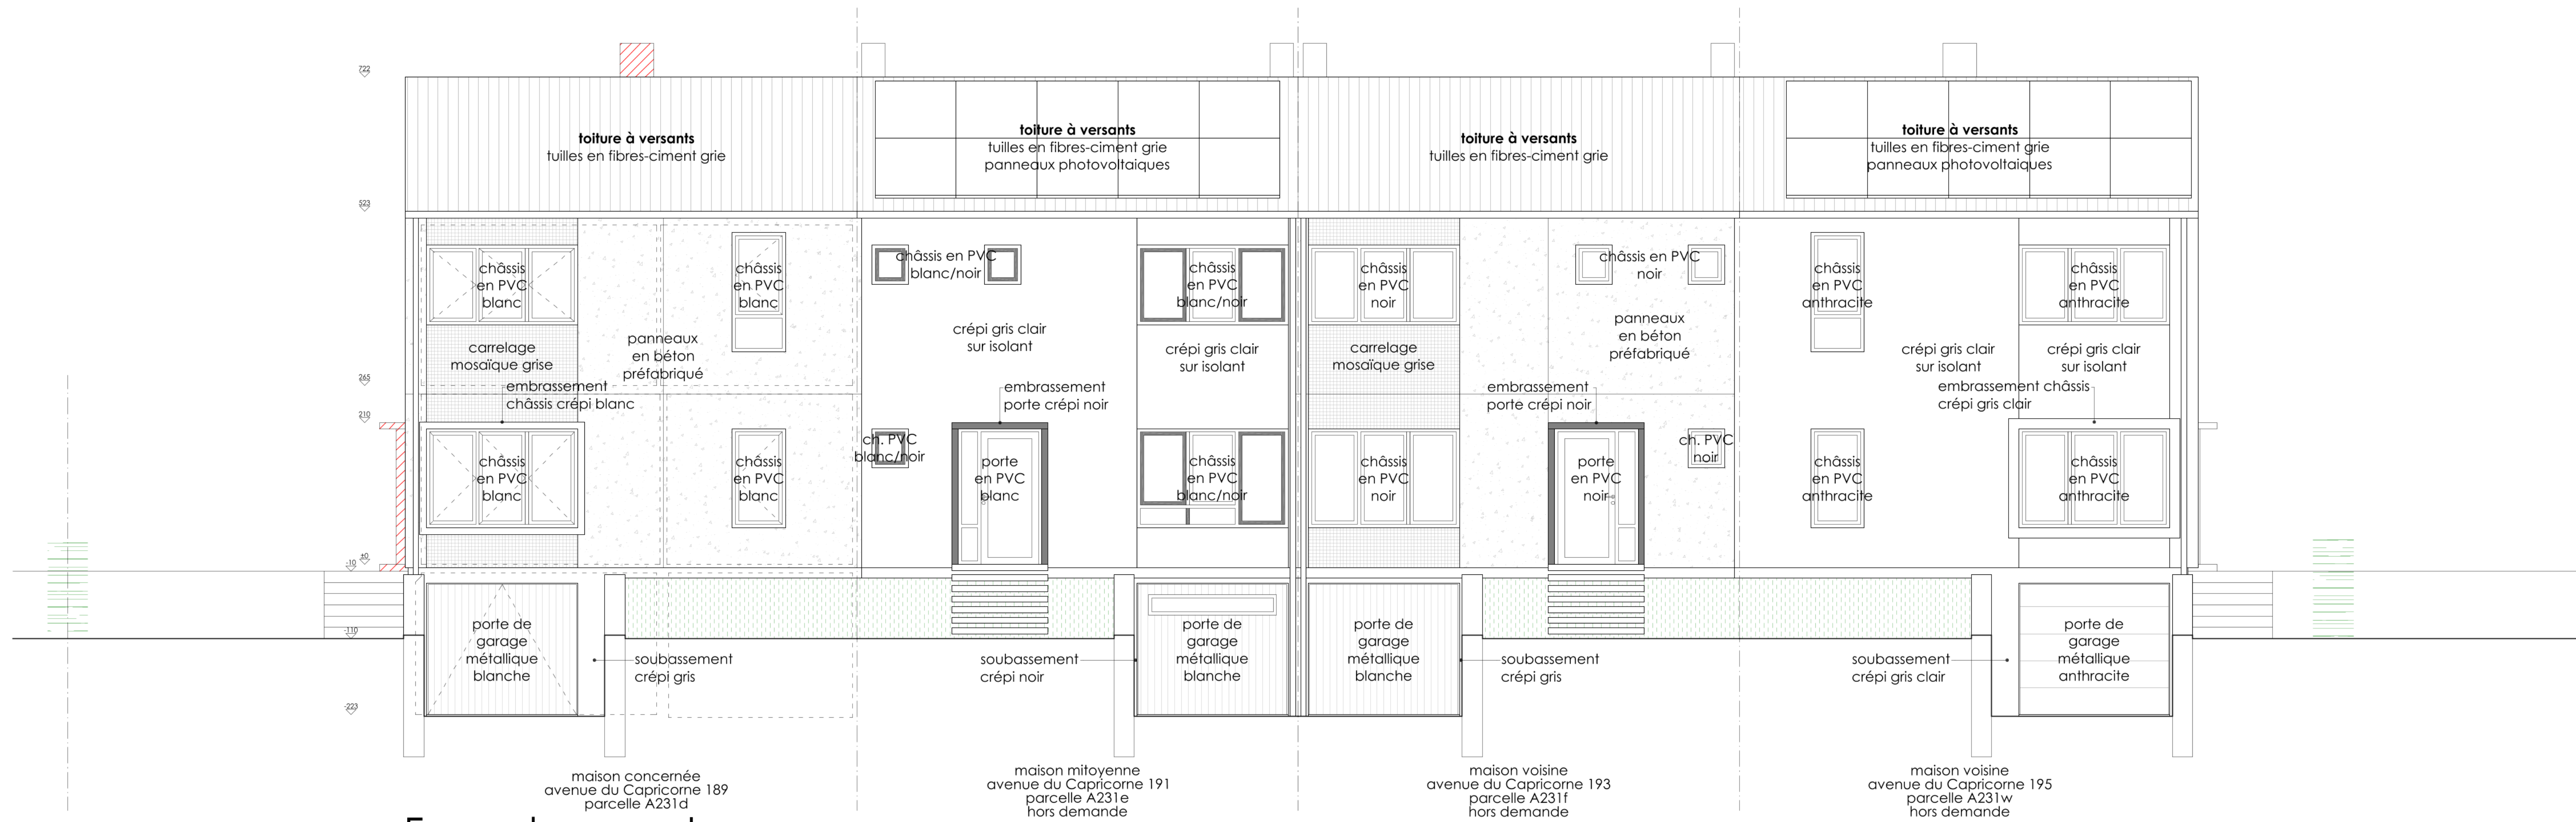 722
toiture à versants
tuilles en fibres-ciment grie
toiture à versants
tuilles en fibres-ciment grie
panneaux photovoltaiques
toiture à versants
tuilles en fibres-ciment grie
toiture à versants
tuilles en fibres-ciment grie
panneaux photovoltaiques
523
châssis
en PVC
blanc
châssis
en PVC
blanc
châssis en PVC
blanc/noir
châssis
en PVC
blanc/noir
châssis
en PVC
noir
châssis en PVC
noir
châssis
en PVC
anthracite
châssis
en PVC
anthracite
carrelage
mosaïque grise
panneaux
en béton
préfabriqué
crépi gris clair
sur isolant
crépi gris clair
sur isolant
carrelage
mosaïque grise
panneaux
en béton
préfabriqué
crépi gris clair
sur isolant
crépi gris clair
sur isolant
265
embrassement
châssis crépi blanc
embrassement
porte crépi noir
embrassement
porte crépi noir
embrassement châssis
crépi gris clair
210
châssis
en PVC
blanc
châssis
en PVC
blanc
ch. PVC
blanc/noir
porte
en PVC
blanc
châssis
en PVC
blanc/noir
châssis
en PVC
noir
porte
en PVC
noir
ch. PVC
noir
châssis
en PVC
anthracite
châssis
en PVC
anthracite
±0
-10
-110
porte de
garage
métallique
blanche
soubassement
crépi gris
soubassement
crépi noir
porte de
garage
métallique
blanche
porte de
garage
métallique
blanche
soubassement
crépi gris
soubassement
crépi gris clair
porte de
garage
métallique
anthracite
-223
maison concernée
avenue du Capricorne 189
parcelle A231d
maison mitoyenne
avenue du Capricorne 191
parcelle A231e
hors demande
maison voisine
avenue du Capricorne 193
parcelle A231f
hors demande
maison voisine
avenue du Capricorne 195
parcelle A231w
hors demande